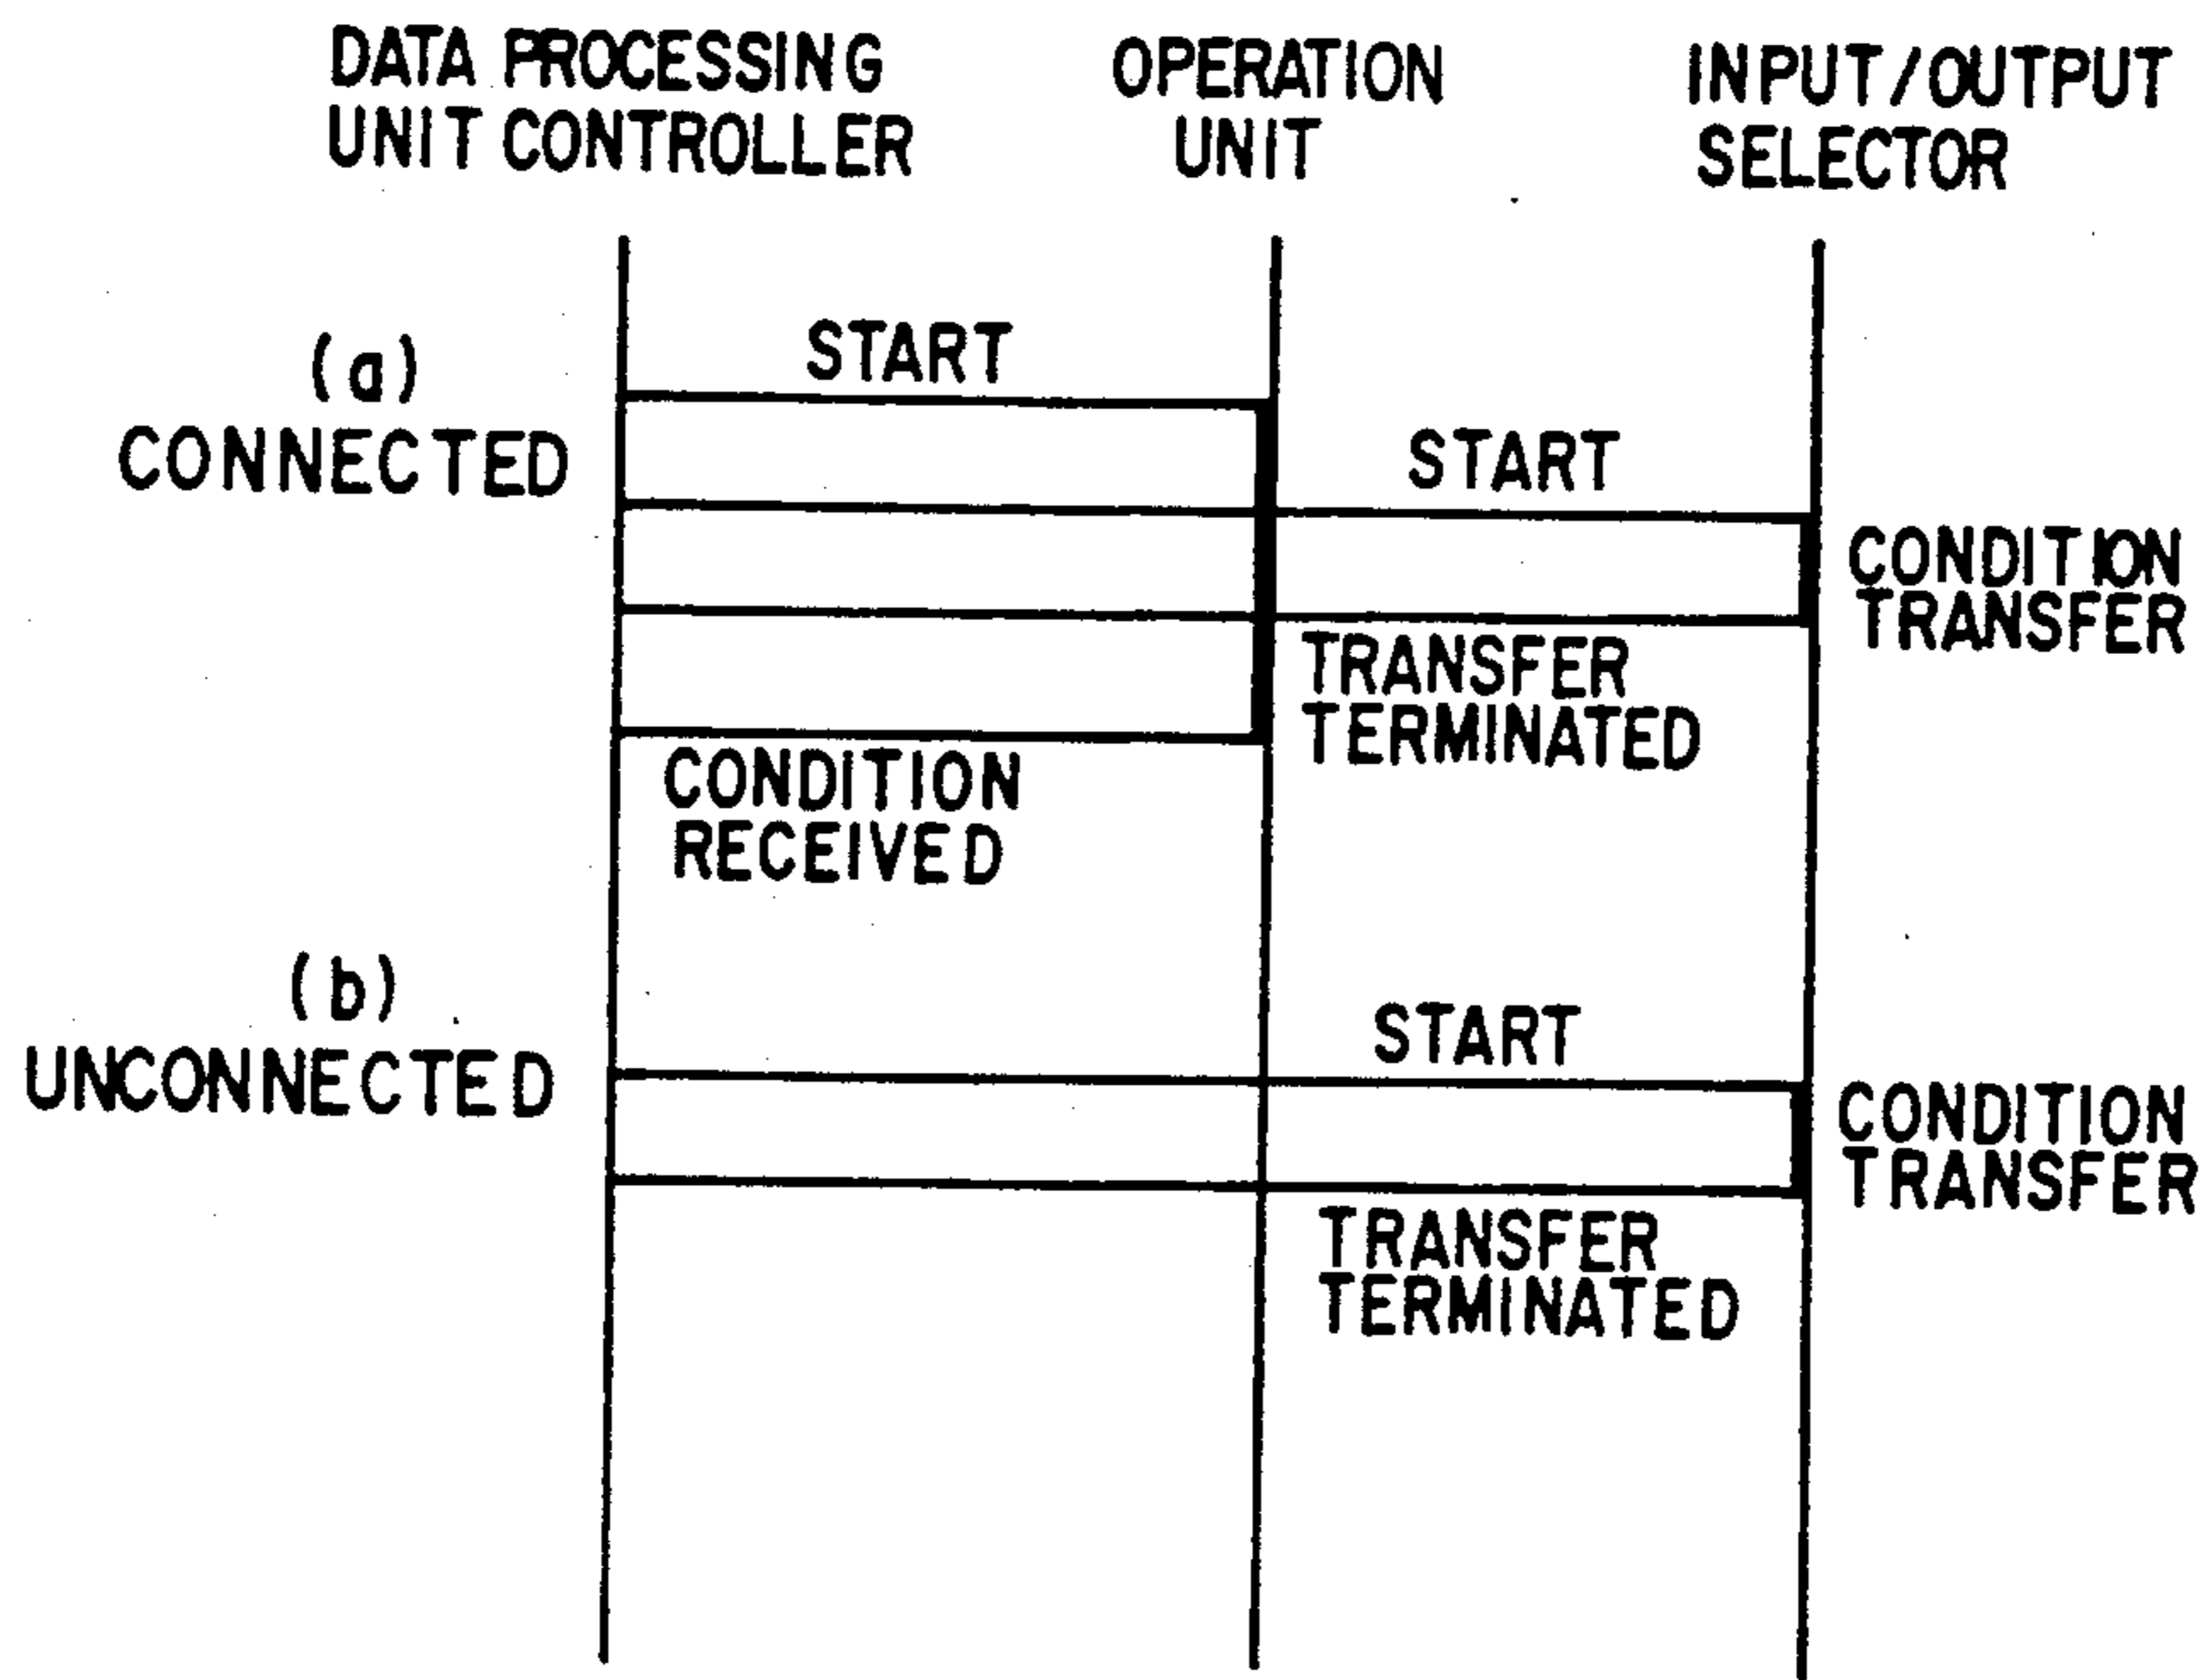 DATA PROCESSING
UNIT CONTROLLER
OPERATION
UNIT
INPUT/OUTPUT
SELECTOR
(a)
CONNECTED
START
START
CONDITION
TRANSFER
TRANSFER
TERMINATED
CONDITION
RECEIVED
(b)
UNCONNECTED
START
CONDITION
TRANSFER
TRANSFER
TERMINATED